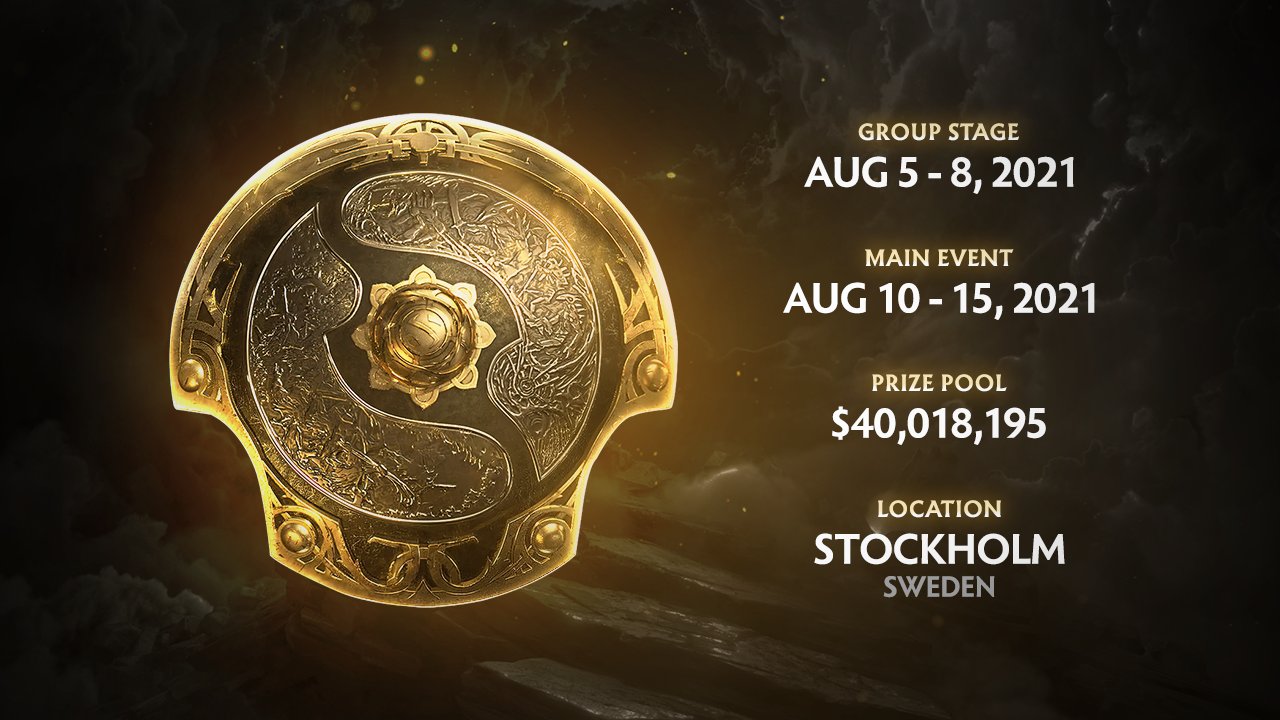 GROUP STAGE
AUG 5 - 8, 2021
MAIN EVENT
AUG 10 - 15, 2021
PRIZE POOL
$40,018,195
LOCATION
STOCKHOLM
SWEDEN